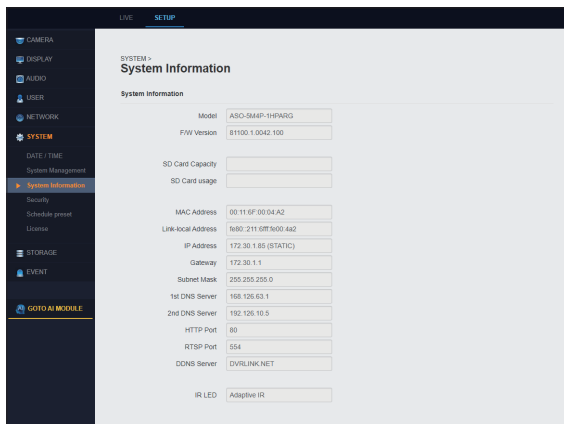 LIVE SETUP
CAMERA
DISPLAY
AUDIO
USER
NETWORK
SYSTEM
DATE / TIME
System Management
System Information
Security
Schedule preset
License
STORAGE
EVENT
GOTO AI MODULE
SYSTEM >
System Information
System Information
Model ASO-5M4P-1HPARG
F/W Version 81100.1.0042.100
SD Card Capacity
SD Card usage
MAC Address 00:11:6F:00:04:A2
Link-local Address fe80::211:6fff:fe00:4a2
IP Address 172.30.1.85 (STATIC)
Gateway 172.30.1.1
Subnet Mask 255.255.255.0
1st DNS Server 168.126.63.1
2nd DNS Server 192.126.10.5
HTTP Port 80
RTSP Port 554
DDNS Server DVRLINK.NET
IR LED Adaptive IR